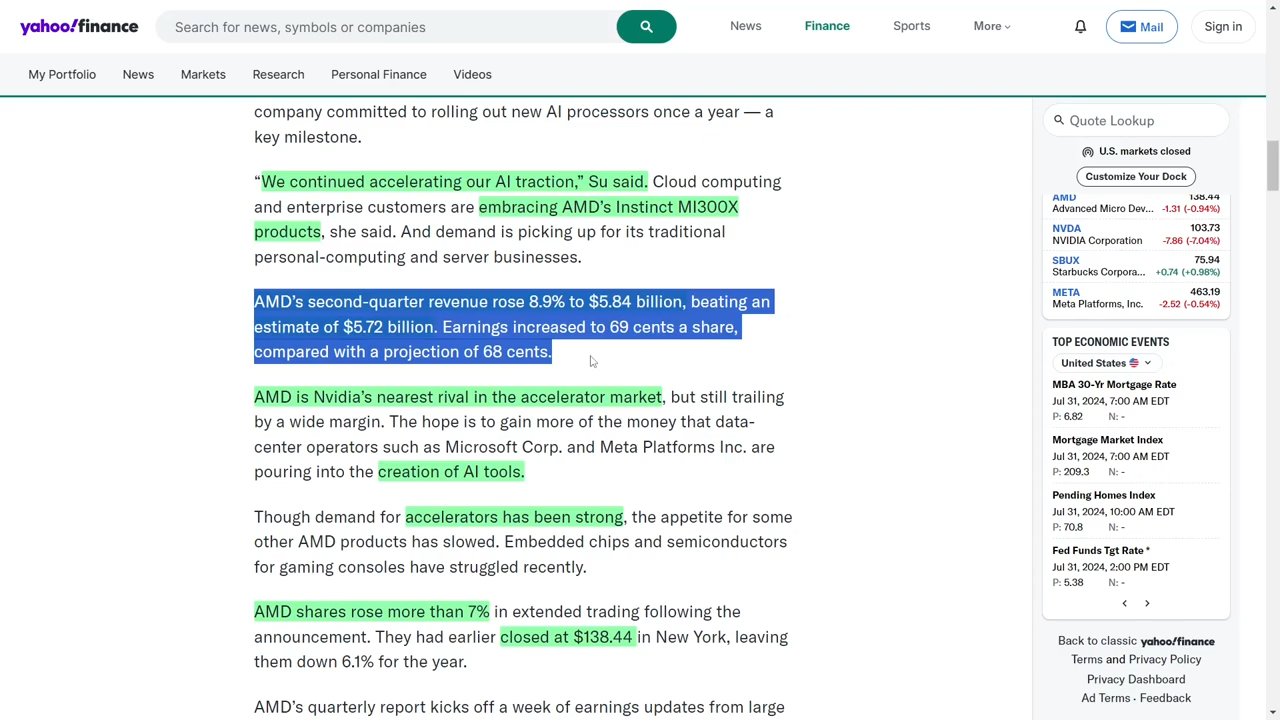 yahoo!finance
Search for news, symbols or companies
News
Finance
Sports
More
Mail
Sign in
My Portfolio
News
Markets
Research
Personal Finance
Videos
company committed to rolling out new AI processors once a year — a
key milestone.
“We continued accelerating our AI traction,” Su said. Cloud computing
and enterprise customers are embracing AMD’s Instinct MI300X
products, she said. And demand is picking up for its traditional
personal-computing and server businesses.
AMD’s second-quarter revenue rose 8.9% to $5.84 billion, beating an
estimate of $5.72 billion. Earnings increased to 69 cents a share,
compared with a projection of 68 cents.
AMD is Nvidia’s nearest rival in the accelerator market, but still trailing
by a wide margin. The hope is to gain more of the money that data-
center operators such as Microsoft Corp. and Meta Platforms Inc. are
pouring into the creation of AI tools.
Though demand for accelerators has been strong, the appetite for some
other AMD products has slowed. Embedded chips and semiconductors
for gaming consoles have struggled recently.
AMD shares rose more than 7% in extended trading following the
announcement. They had earlier closed at $138.44 in New York, leaving
them down 6.1% for the year.
AMD’s quarterly report kicks off a week of earnings updates from large
Quote Lookup
U.S. markets closed
Customize Your Dock
AMD 138.44
Advanced Micro Dev... -1.31 (-0.94%)
NVDA 103.73
NVIDIA Corporation -7.86 (-7.04%)
SBUX 75.94
Starbucks Corpora... +0.74 (+0.98%)
META 463.19
Meta Platforms, Inc. -2.52 (-0.54%)
TOP ECONOMIC EVENTS
United States
MBA 30-Yr Mortgage Rate
Jul 31, 2024, 7:00 AM EDT
P: 6.82 N: -
Mortgage Market Index
Jul 31, 2024, 7:00 AM EDT
P: 209.3 N: -
Pending Homes Index
Jul 31, 2024, 10:00 AM EDT
P: 70.8 N: -
Fed Funds Tgt Rate *
Jul 31, 2024, 2:00 PM EDT
P: 5.38 N: -
Back to classic yahoo!finance
Terms and Privacy Policy
Privacy Dashboard
Ad Terms · Feedback